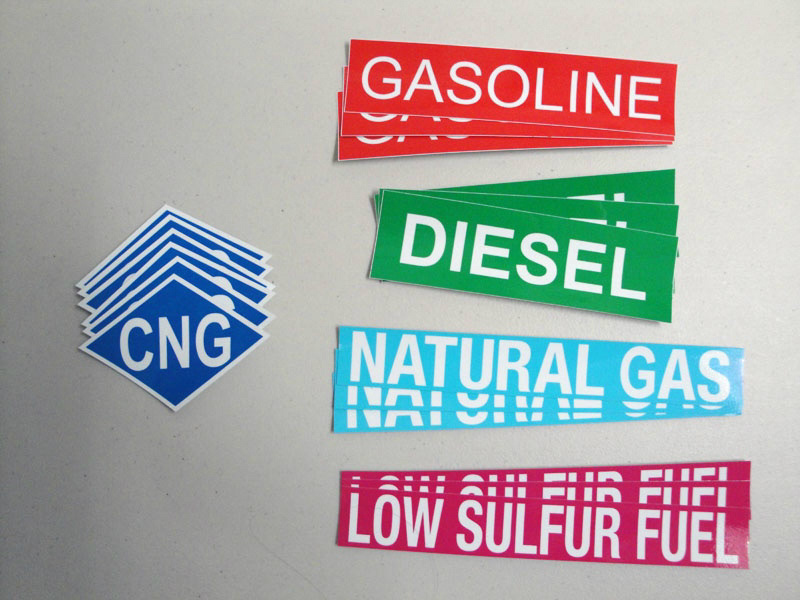 GASOLINE
DIESEL
CNG
NATURAL GAS
LOW SULFUR FUEL